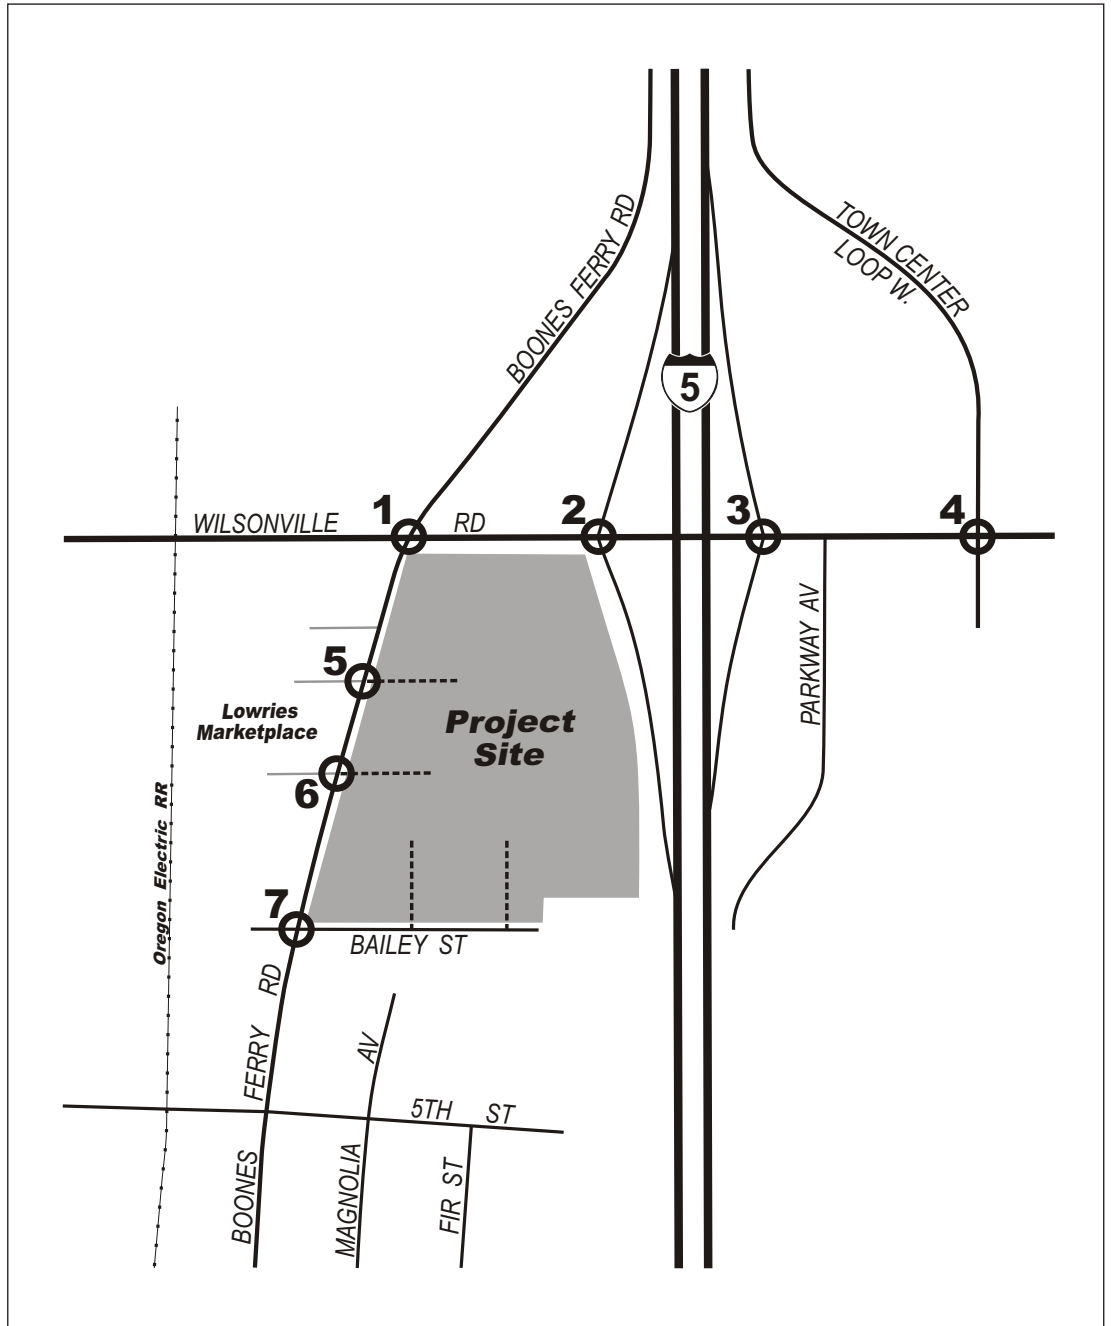 BOONES FERRY RD
TOWN CENTER
LOOP W.
5
1
2
3
4
WILSONVILLE RD
PARKWAY AV
5
Lowries
Marketplace
Project
Site
6
Oregon Electric RR
7
BAILEY ST
BOONES FERRY RD
MAGNOLIA AV
5TH ST
FIR ST